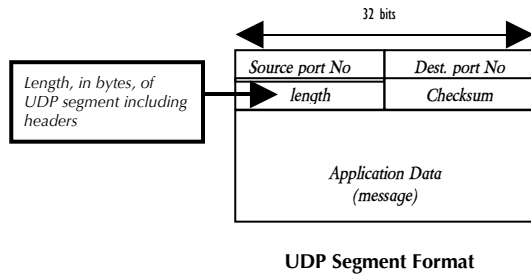 32 bits
Source port No Dest. port No
Length, in bytes, of
UDP segment including
headers
length Checksum
Application Data
(message)
UDP Segment Format